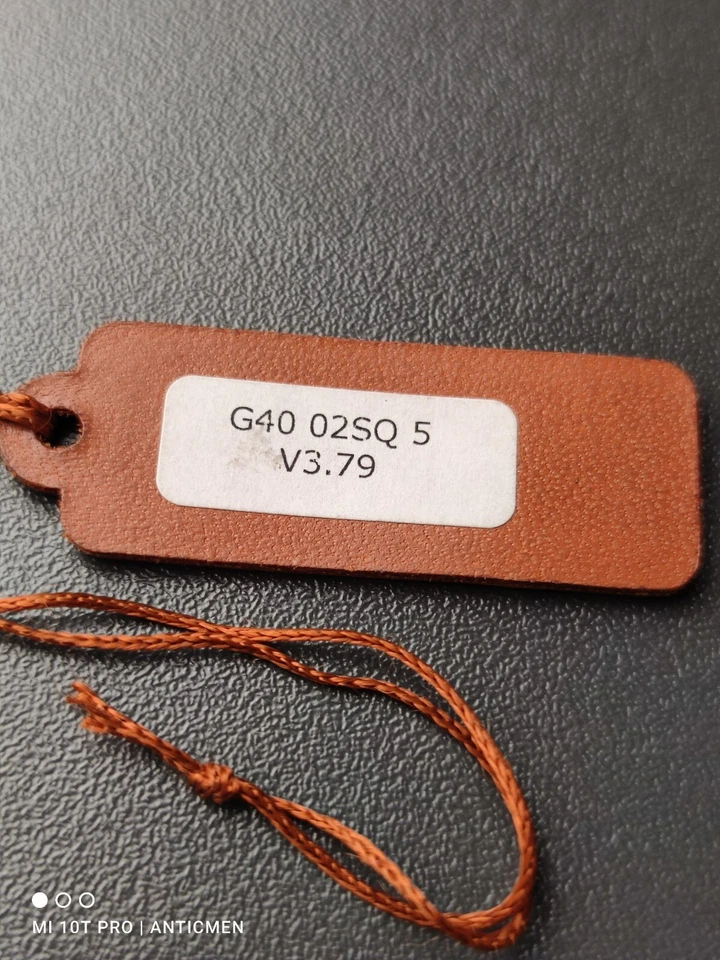 G40 02SQ 5
V3.79
MI 10T PRO | ANTICMEN